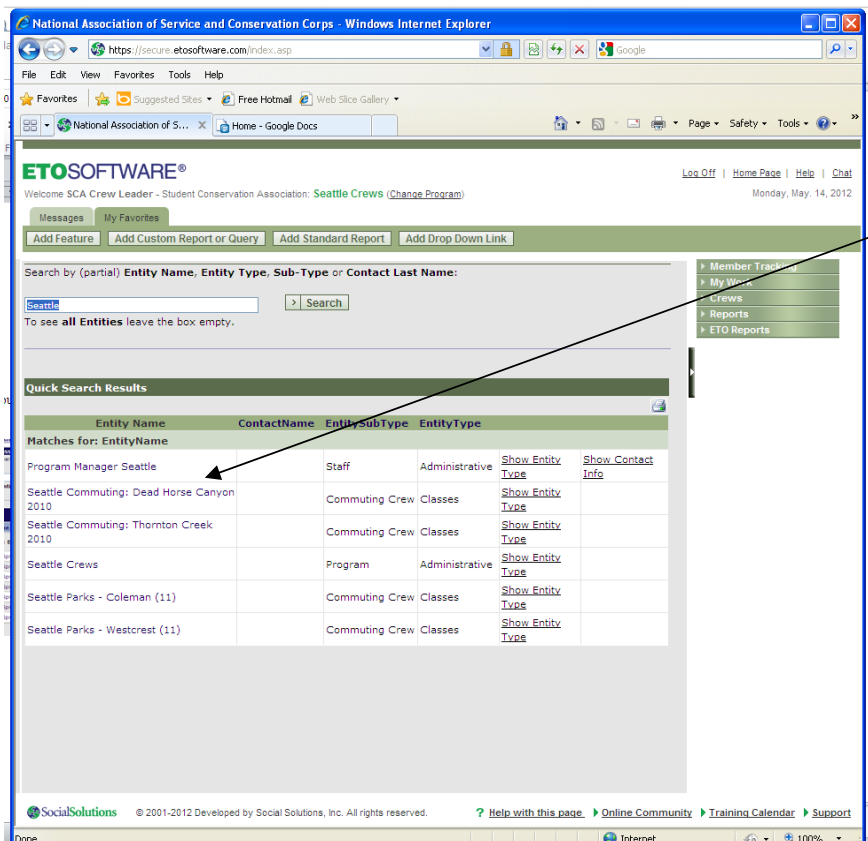 National Association of Service and Conservation Corps - Windows Internet Explorer
https://secure.etosoftware.com/index.asp
Google
File Edit View Favorites Tools Help
Favorites Suggested Sites Free Hotmail Web Slice Gallery
National Association of S... X Home - Google Docs Page Safety Tools »
ETOSOFTWARE®
Log Off | Home Page | Help | Chat
Welcome SCA Crew Leader - Student Conservation Association: Seattle Crews (Change Program)
Monday, May. 14, 2012
Messages My Favorites
Add Feature Add Custom Report or Query Add Standard Report Add Drop Down Link
Search by (partial) Entity Name, Entity Type, Sub-Type or Contact Last Name:
Seattle > Search
To see all Entities leave the box empty.
Member Tracking
My Work
Crews
Reports
ETO Reports
Quick Search Results
Entity Name ContactName EntitySubType EntityType
Matches for: EntityName
Program Manager Seattle Staff Administrative Show Entity Type Show Contact Info
Seattle Commuting: Dead Horse Canyon 2010 Commuting Crew Classes Show Entity Type
Seattle Commuting: Thornton Creek 2010 Commuting Crew Classes Show Entity Type
Seattle Crews Program Administrative Show Entity Type
Seattle Parks - Coleman (11) Commuting Crew Classes Show Entity Type
Seattle Parks - Westcrest (11) Commuting Crew Classes Show Entity Type
SocialSolutions © 2001-2012 Developed by Social Solutions, Inc. All rights reserved. ? Help with this page Online Community Training Calendar Support
Done Internet 100%